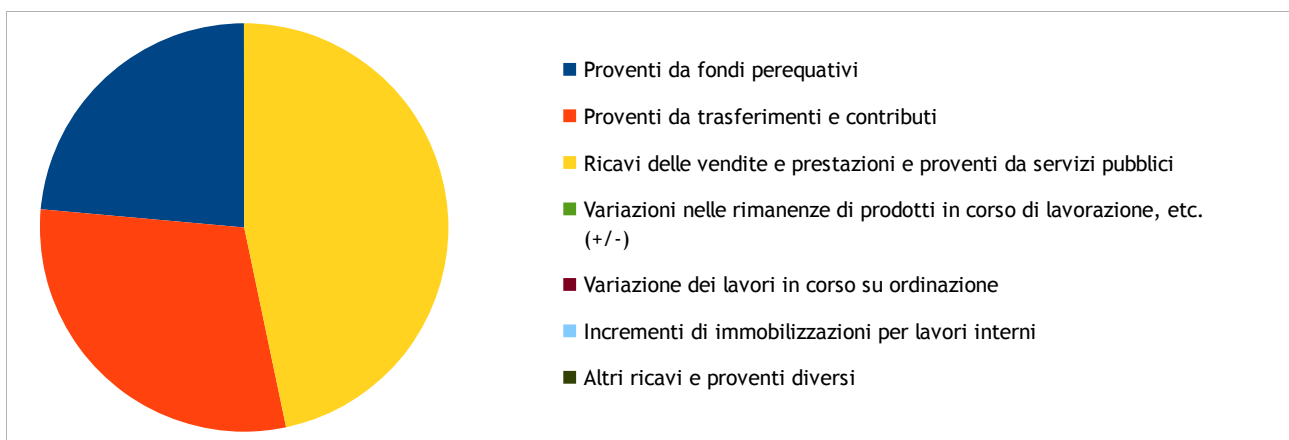 Proventi da fondi perequativi
Proventi da trasferimenti e contributi
Ricavi delle vendite e prestazioni e proventi da servizi pubblici
Variazioni nelle rimanenze di prodotti in corso di lavorazione, etc.
(+/-)
Variazione dei lavori in corso su ordinazione
Incrementi di immobilizzazioni per lavori interni
Altri ricavi e proventi diversi